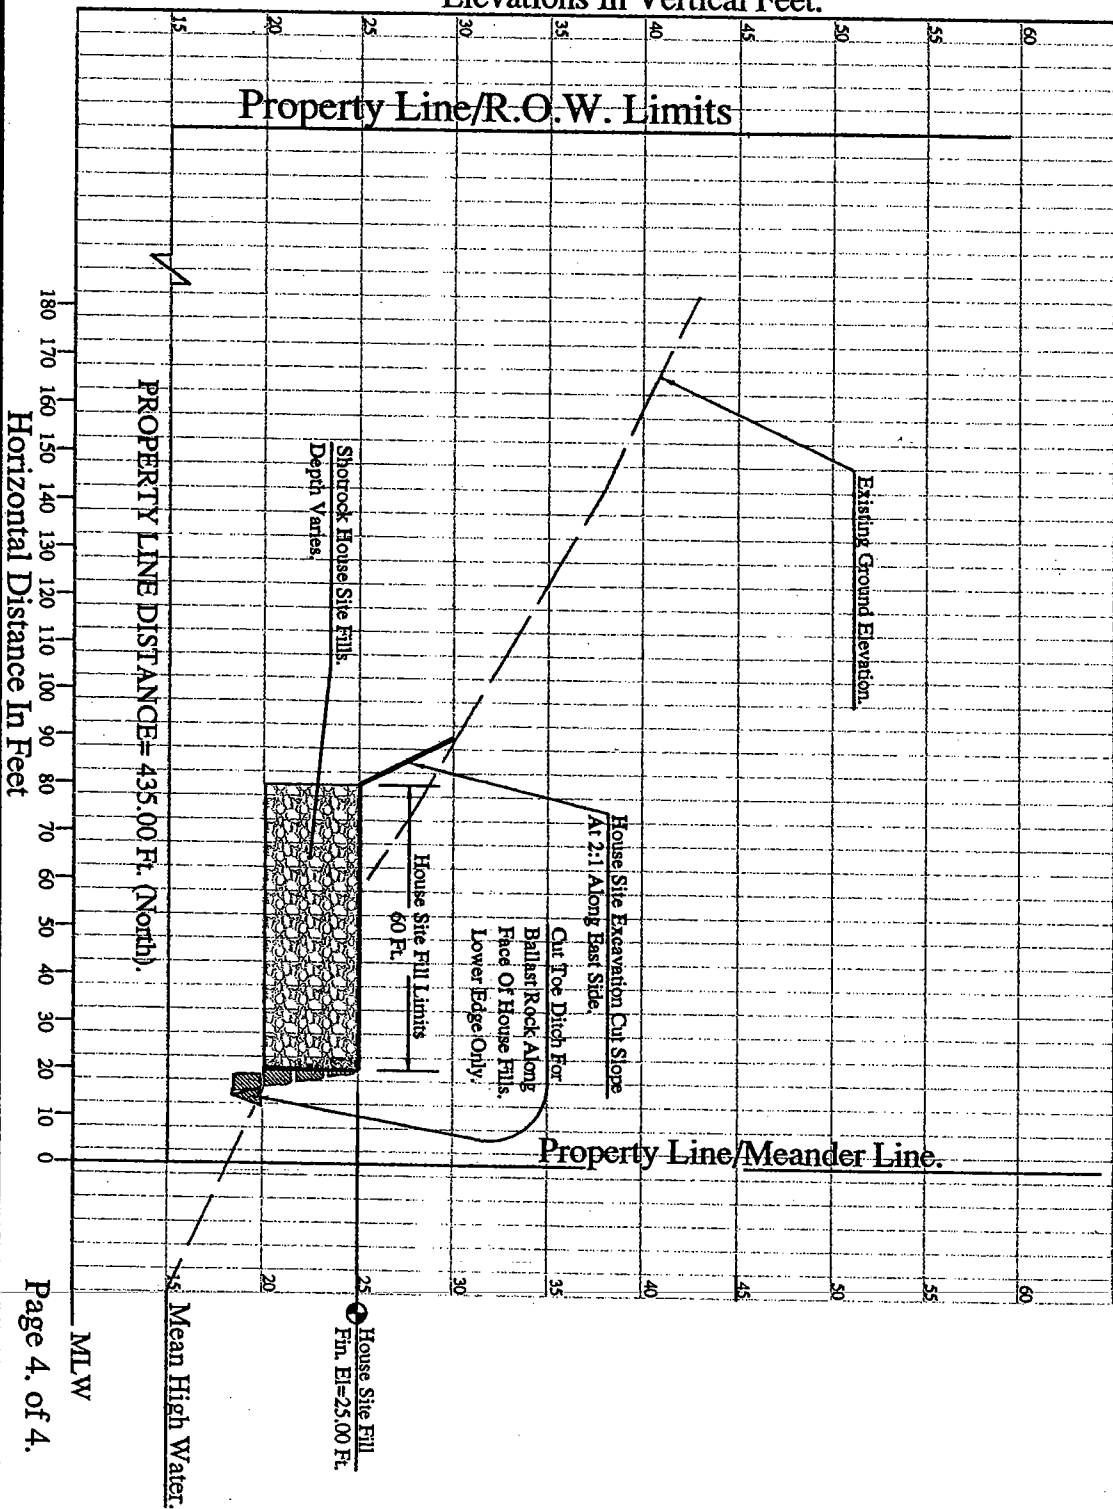 Elevations In Vertical Feet.
15
20
25
30
35
40
45
50
55
60
Property Line/R.O.W. Limits
Existing Ground Elevation.
House Site Excavation Cut Slope
At 2:1 Along East Side.
Cut Toe Ditch For
Ballast Rock Along
Face Of House Fills.
Lower Edge Only.
House Site Fill Limits
60 Ft.
Shotrock House Site Fills.
Depth Varies.
Property Line/Meander Line.
PROPERTY LINE DISTANCE= 435.00 Ft. (North).
180
170
160
150
140
130
120
110
100
90
80
70
60
50
40
30
20
10
0
Horizontal Distance In Feet
60
55
50
45
40
35
30
25
20
15
House Site Fill
Fin. El=25.00 Ft.
Mean High Water.
MLW
Page 4. of 4.